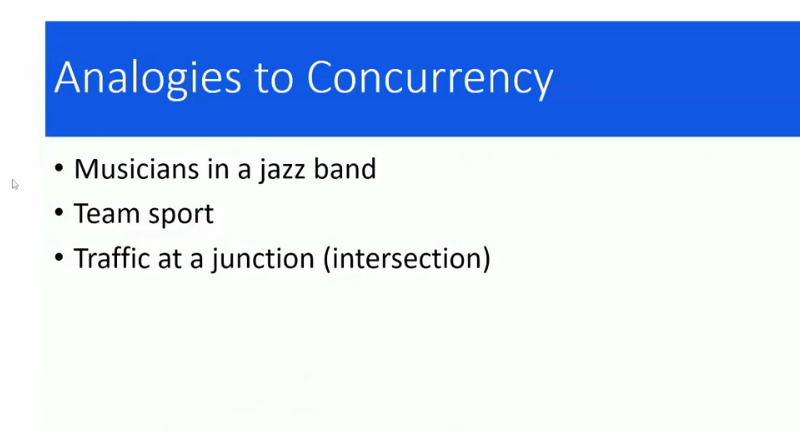 Analogies to Concurrency
• Musicians in a jazz band
• Team sport
• Traffic at a junction (intersection)